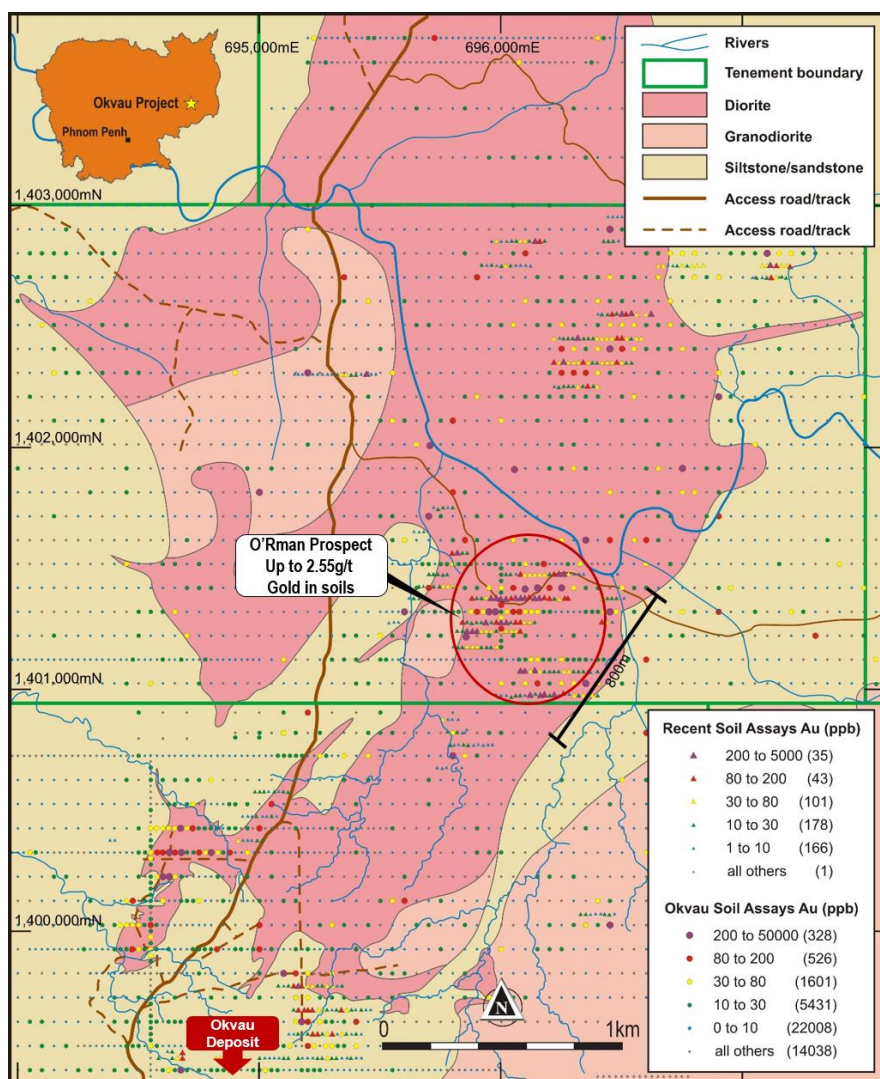 695,000mE
696,000mE
Okvau Project
Phnom Penh
Rivers
Tenement boundary
Diorite
Granodiorite
Siltstone/sandstone
Access road/track
Access road/track
1,403,000mN
1,402,000mN
O'Rman Prospect
Up to 2.55g/t
Gold in soils
800m
1,401,000mN
Recent Soil Assays Au (ppb)
200 to 5000 (35)
80 to 200 (43)
30 to 80 (101)
10 to 30 (178)
1 to 10 (166)
all others (1)
1,400,000mN
Okvau Soil Assays Au (ppb)
200 to 50000 (328)
80 to 200 (526)
30 to 80 (1601)
10 to 30 (5431)
0 to 10 (22008)
all others (14038)
N
Okvau
Deposit
0
1km